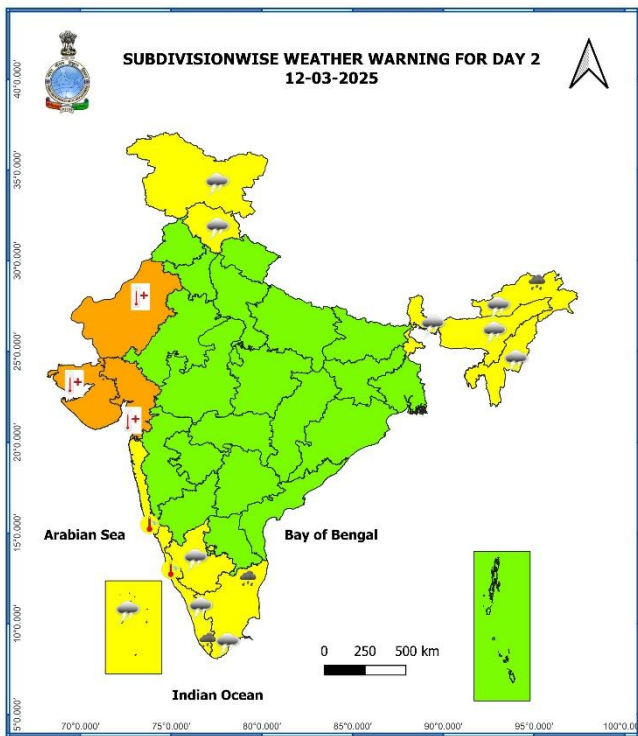 SUBDIVISIONWISE WEATHER WARNING FOR DAY 2
12-03-2025
40°0.000'
35°0.000'
30°0.000'
25°0.000'
20°0.000'
15°0.000'
10°0.000'
5°0.000'
Arabian Sea
Bay of Bengal
0 250 500 km
Indian Ocean
70°0.000' 75°0.000' 80°0.000' 85°0.000' 90°0.000' 95°0.000' 100°0.00